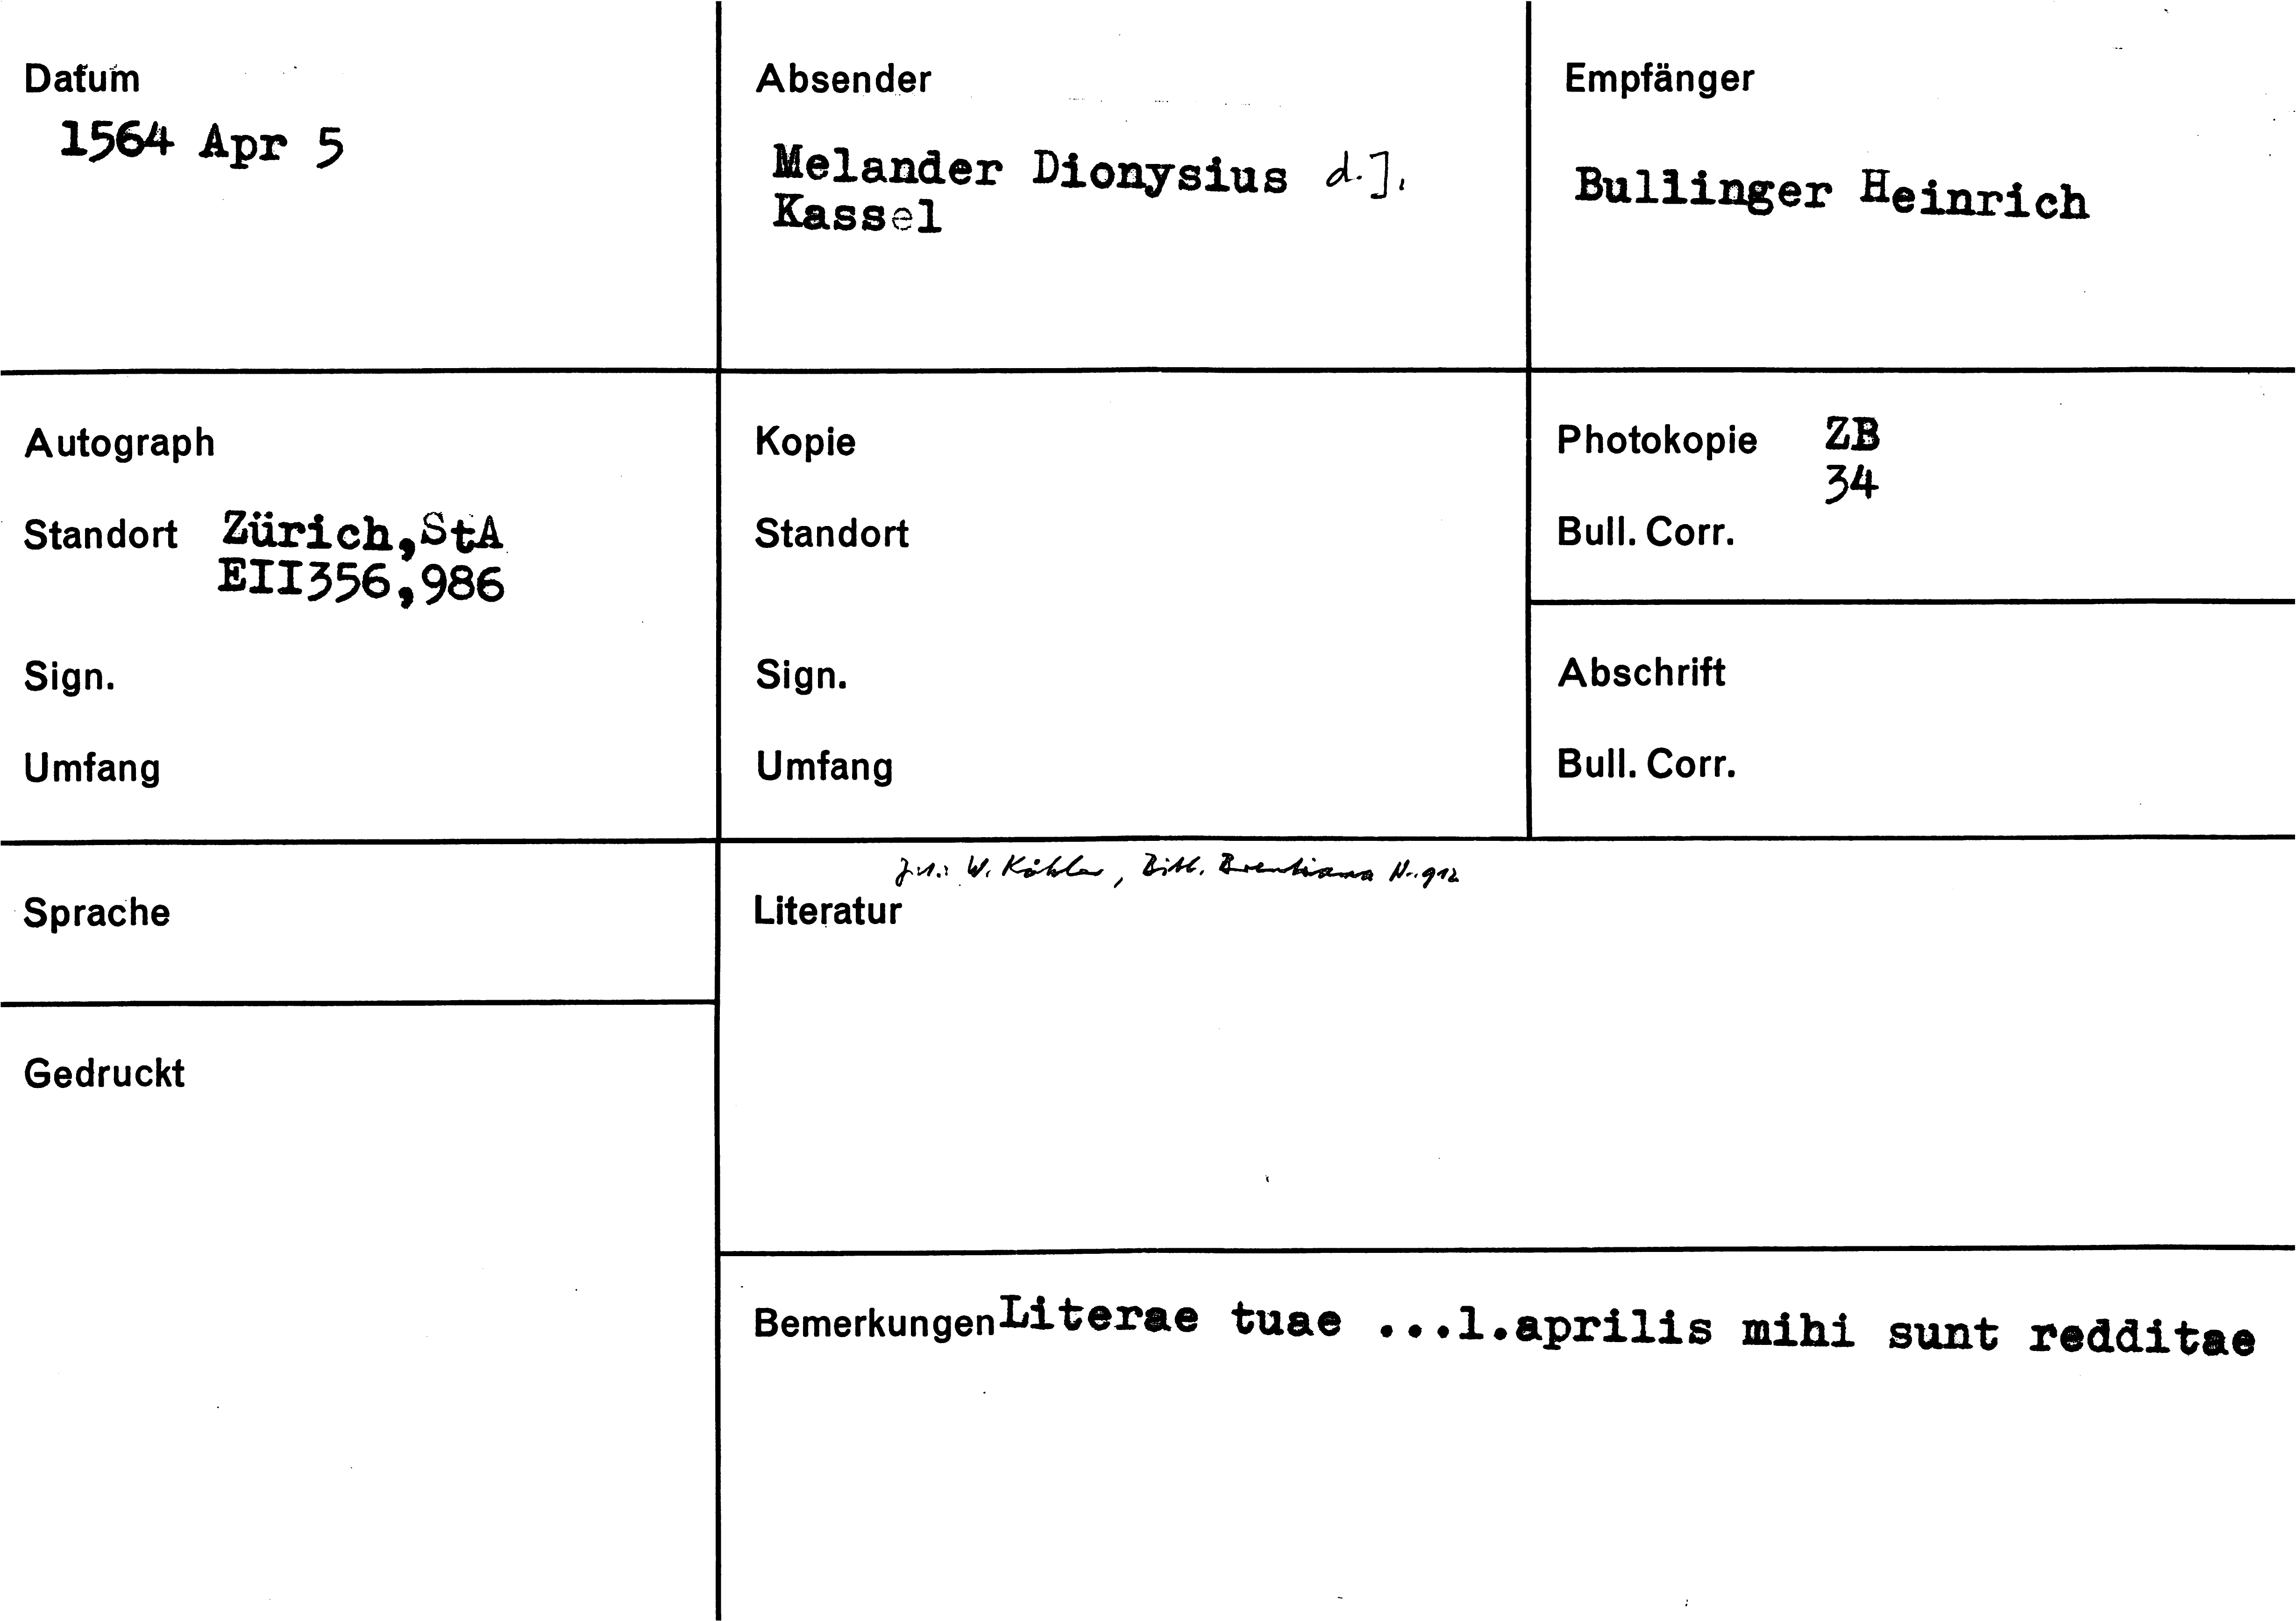 Datum
1564 Apr 5
Absender
Melander Dionysius d.J.
Kassel
Empfänger
Bullinger Heinrich
Autograph
Standort Zürich,StA
EII356,986
Sign.
Umfang
Kopie
Standort
Sign.
Umfang
Photokopie ZB
34
Bull. Corr.
Abschrift
Bull. Corr.
Sprache
Gedruckt
W. Köhler, Bibl. Brentiana Nr. 912
Literatur
Bemerkungen Literae tuae ...1.aprilis mihi sunt redditae